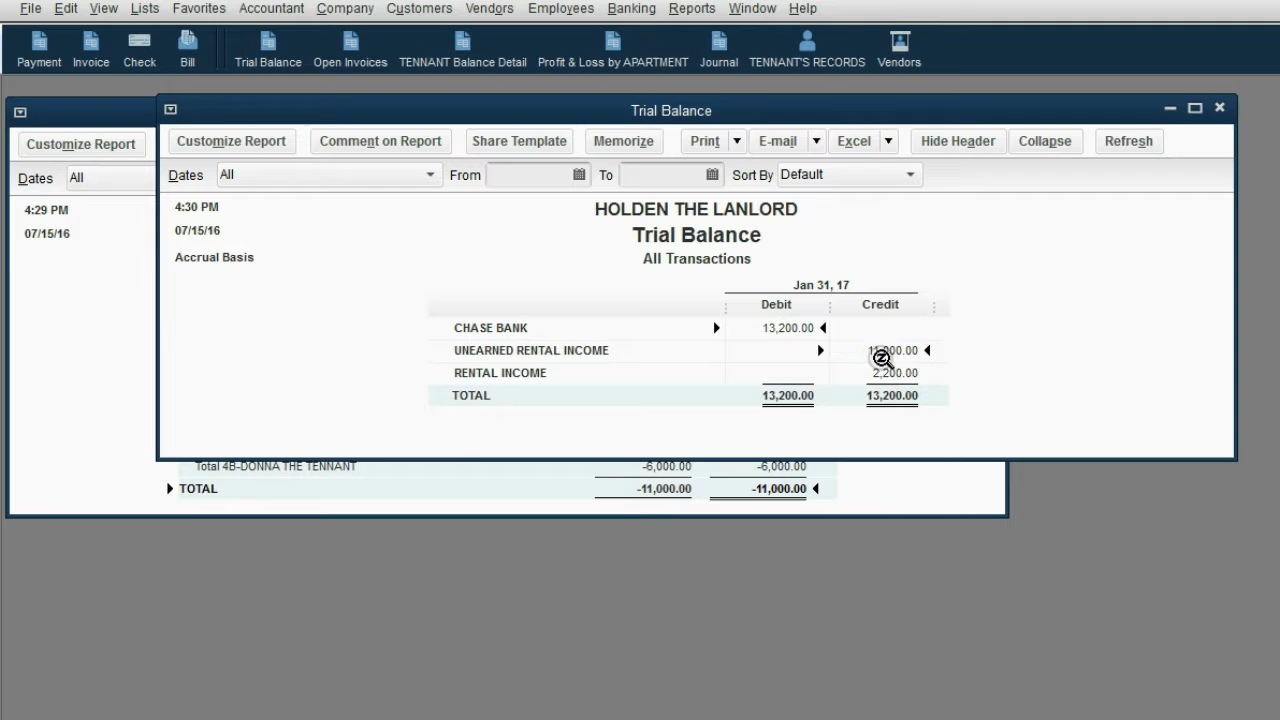 File Edit View Lists Favorites Accountant Company Customers Vendors Employees Banking Reports Window Help
Payment Invoice Check Bill Trial Balance Open Invoices TENNANT Balance Detail Profit & Loss by APARTMENT Journal TENNANT'S RECORDS Vendors
Trial Balance
Customize Report
Customize Report Comment on Report Share Template Memorize Print E-mail Excel Hide Header Collapse Refresh
Dates All
Dates All From To Sort By Default
4:29 PM
07/15/16
4:30 PM
07/15/16
Accrual Basis
HOLDEN THE LANLORD
Trial Balance
All Transactions
Jan 31, 17
Debit Credit
CHASE BANK 13,200.00
UNEARNED RENTAL INCOME 11,000.00
RENTAL INCOME 2,200.00
TOTAL 13,200.00 13,200.00
Total 4B-DONNA THE TENNANT -6,000.00 -6,000.00
TOTAL -11,000.00 -11,000.00